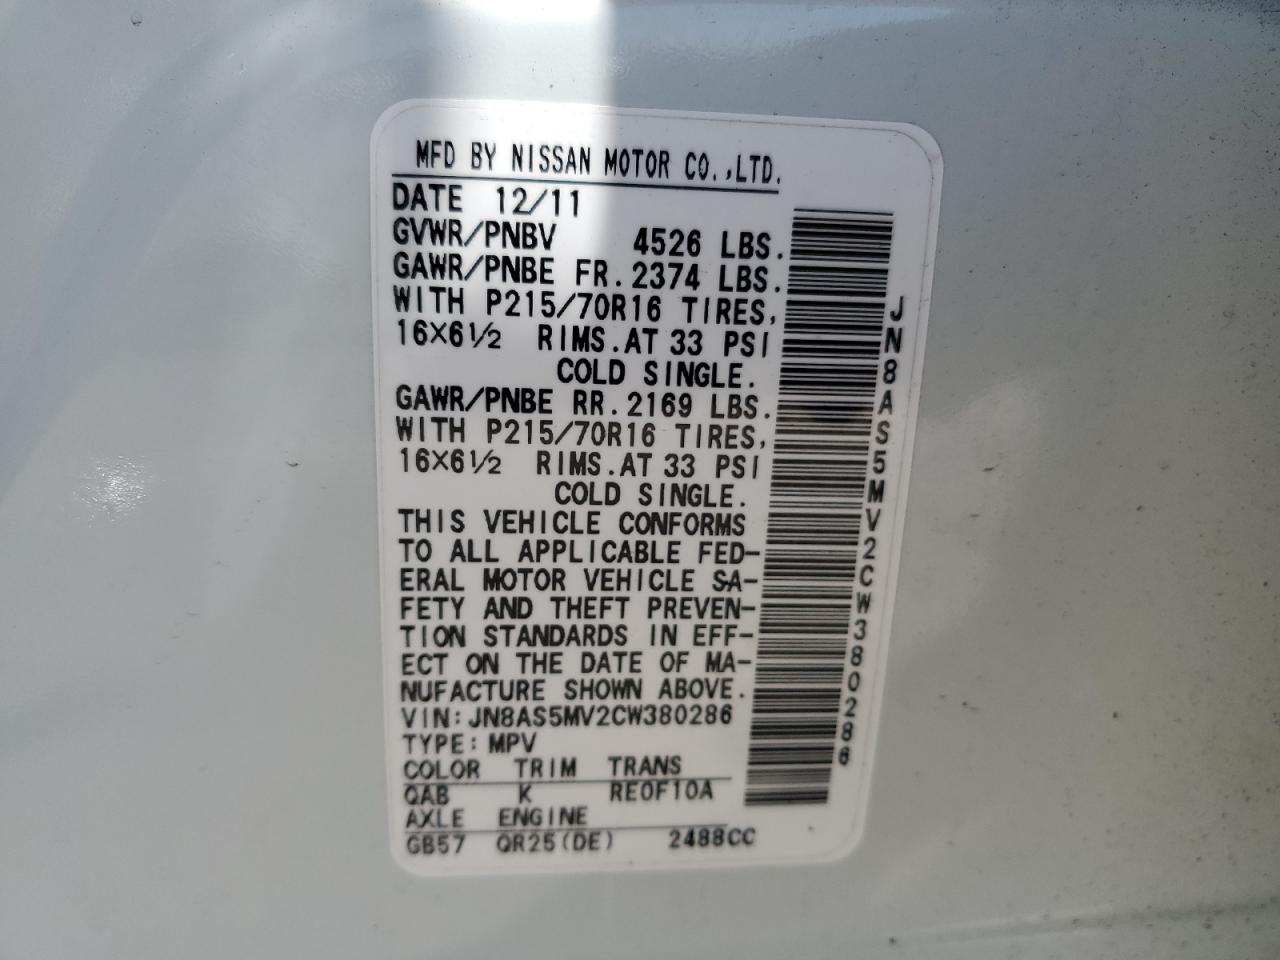 MFD BY NISSAN MOTOR CO.,LTD.
DATE 12/11
GVWR/PNBV 4526 LBS.
GAWR/PNBE FR. 2374 LBS.
WITH P215/70R16 TIRES,
16×6½ RIMS. AT 33 PSI
COLD SINGLE.
GAWR/PNBE RR. 2169 LBS.
WITH P215/70R16 TIRES,
16×6½ RIMS. AT 33 PSI
COLD SINGLE.
THIS VEHICLE CONFORMS
TO ALL APPLICABLE FED-
ERAL MOTOR VEHICLE SA-
FETY AND THEFT PREVEN-
TION STANDARDS IN EFF-
ECT ON THE DATE OF MA-
NUFACTURE SHOWN ABOVE.
VIN: JN8AS5MV2CW380286
TYPE: MPV
COLOR TRIM TRANS
QAB K RE0F10A
AXLE ENGINE
GB57 QR25(DE) 2488CC
JN8AS5MV2CW380286